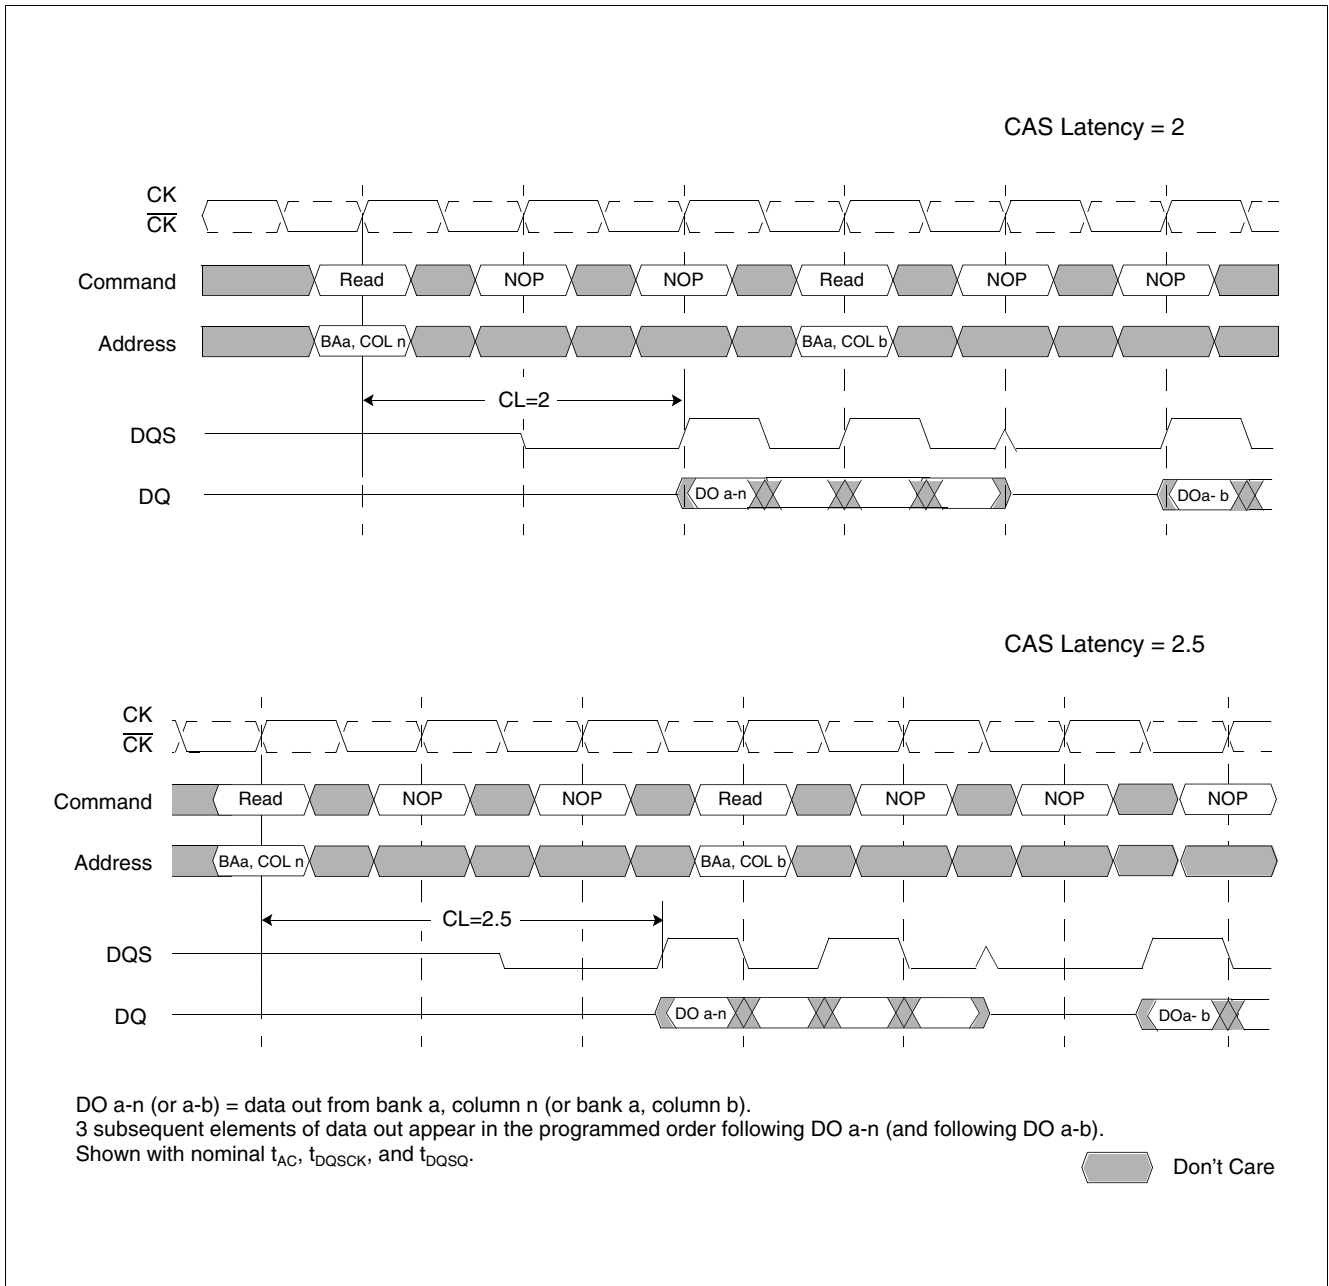 CAS Latency = 2
CK
CK
Command Read NOP NOP Read NOP NOP
Address BAa, COL n BAa, COL b
CL=2
DQS
DQ DO a-n DOa- b
CAS Latency = 2.5
CK
CK
Command Read NOP NOP Read NOP NOP NOP
Address BAa, COL n BAa, COL b
CL=2.5
DQS
DQ DO a-n DOa- b
DO a-n (or a-b) = data out from bank a, column n (or bank a, column b).
3 subsequent elements of data out appear in the programmed order following DO a-n (and following DO a-b).
Shown with nominal tAC, tDQSCK, and tDQSQ.
Don't Care